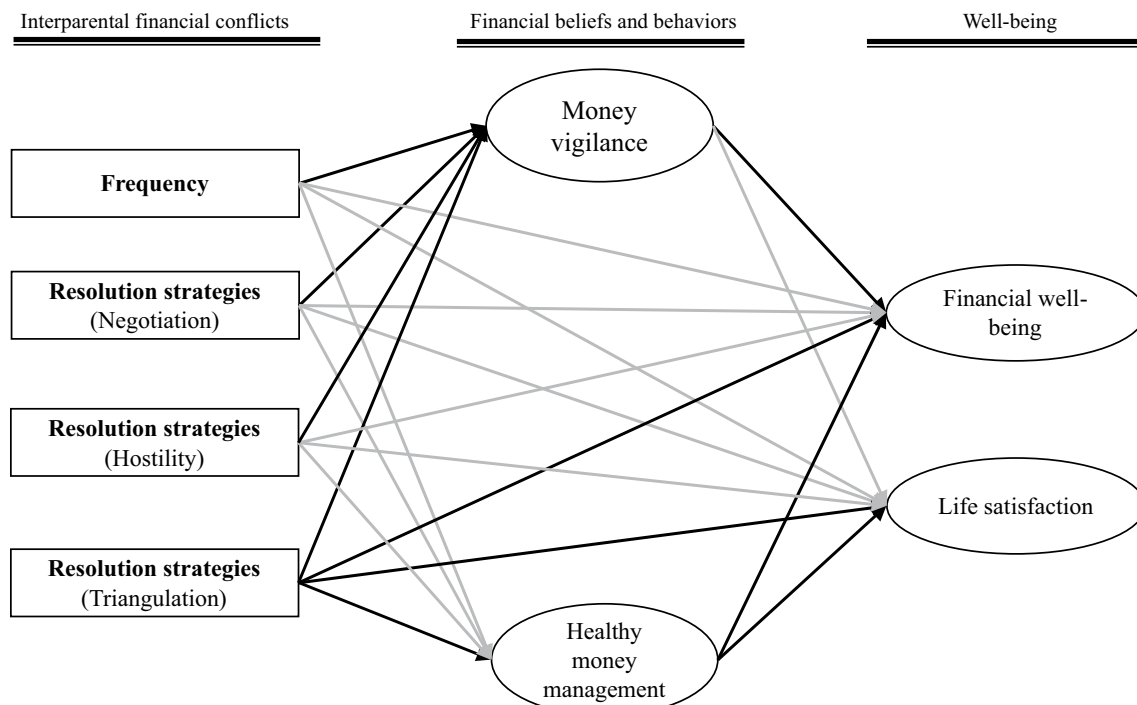 Interparental financial conflicts
Financial beliefs and behaviors
Well-being
Money
vigilance
Frequency
Resolution strategies
(Negotiation)
Financial well-
being
Resolution strategies
(Hostility)
Life satisfaction
Resolution strategies
(Triangulation)
Healthy
money
management